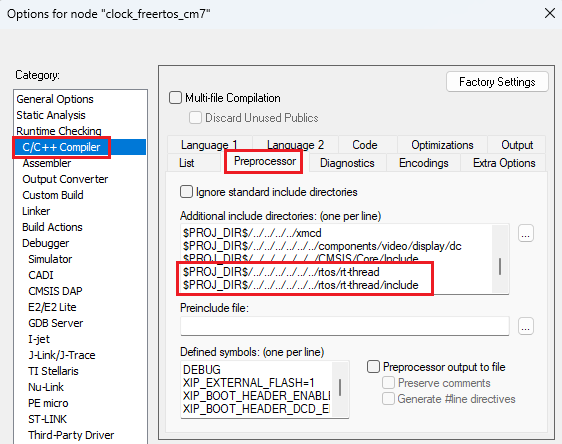 Options for node "clock_freertos_cm7"
Category:
General Options
Static Analysis
Runtime Checking
C/C++ Compiler
Assembler
Output Converter
Custom Build
Linker
Build Actions
Debugger
Simulator
CADI
CMSIS DAP
E2/E2 Lite
GDB Server
I-jet
J-Link/J-Trace
TI Stellaris
Nu-Link
PE micro
ST-LINK
Third-Party Driver
Factory Settings
Multi-file Compilation
Discard Unused Publics
Language 1 Language 2 Code Optimizations Output
List Preprocessor Diagnostics Encodings Extra Options
Ignore standard include directories
Additional include directories: (one per line)
$PROJ_DIR$/../../../../xmcd
$PROJ_DIR$/../../../../../../components/video/display/dc
$PROJ_DIR$/../../../../../../CMSIS/Core/Include
$PROJ_DIR$/../../../../../../rtos/rt-thread
$PROJ_DIR$/../../../../../../rtos/rt-thread/include
...
Preinclude file:
...
Defined symbols: (one per line)
DEBUG
XIP_EXTERNAL_FLASH=1
XIP_BOOT_HEADER_ENABLE
XIP_BOOT_HEADER_DCD_E
Preprocessor output to file
Preserve comments
Generate #line directives